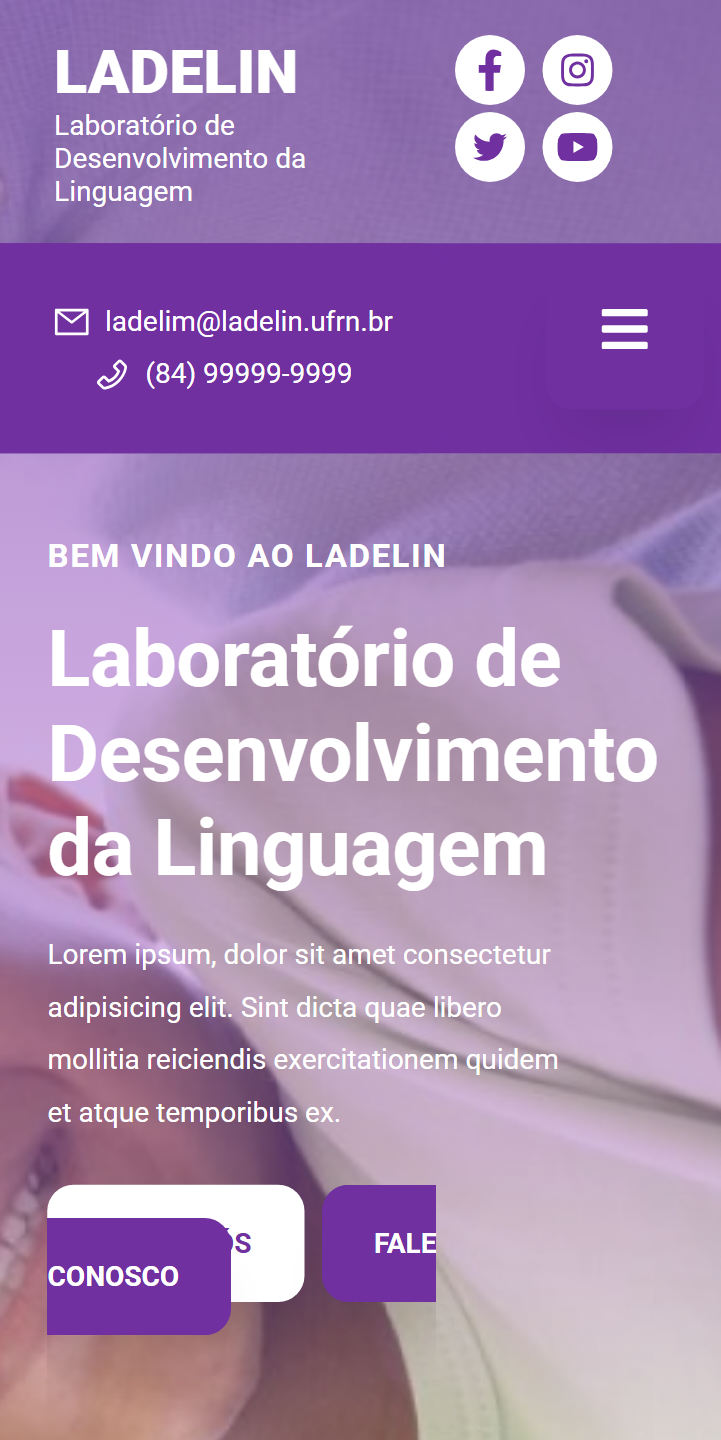 LADELIN
Laboratório de
Desenvolvimento da
Linguagem
ladelim@ladelin.ufrn.br
(84) 99999-9999
BEM VINDO AO LADELIN
Laboratório de
Desenvolvimento
da Linguagem
Lorem ipsum, dolor sit amet consectetur
adipisicing elit. Sint dicta quae libero
mollitia reiciendis exercitationem quidem
et atque temporibus ex.
FALE
CONOSCO